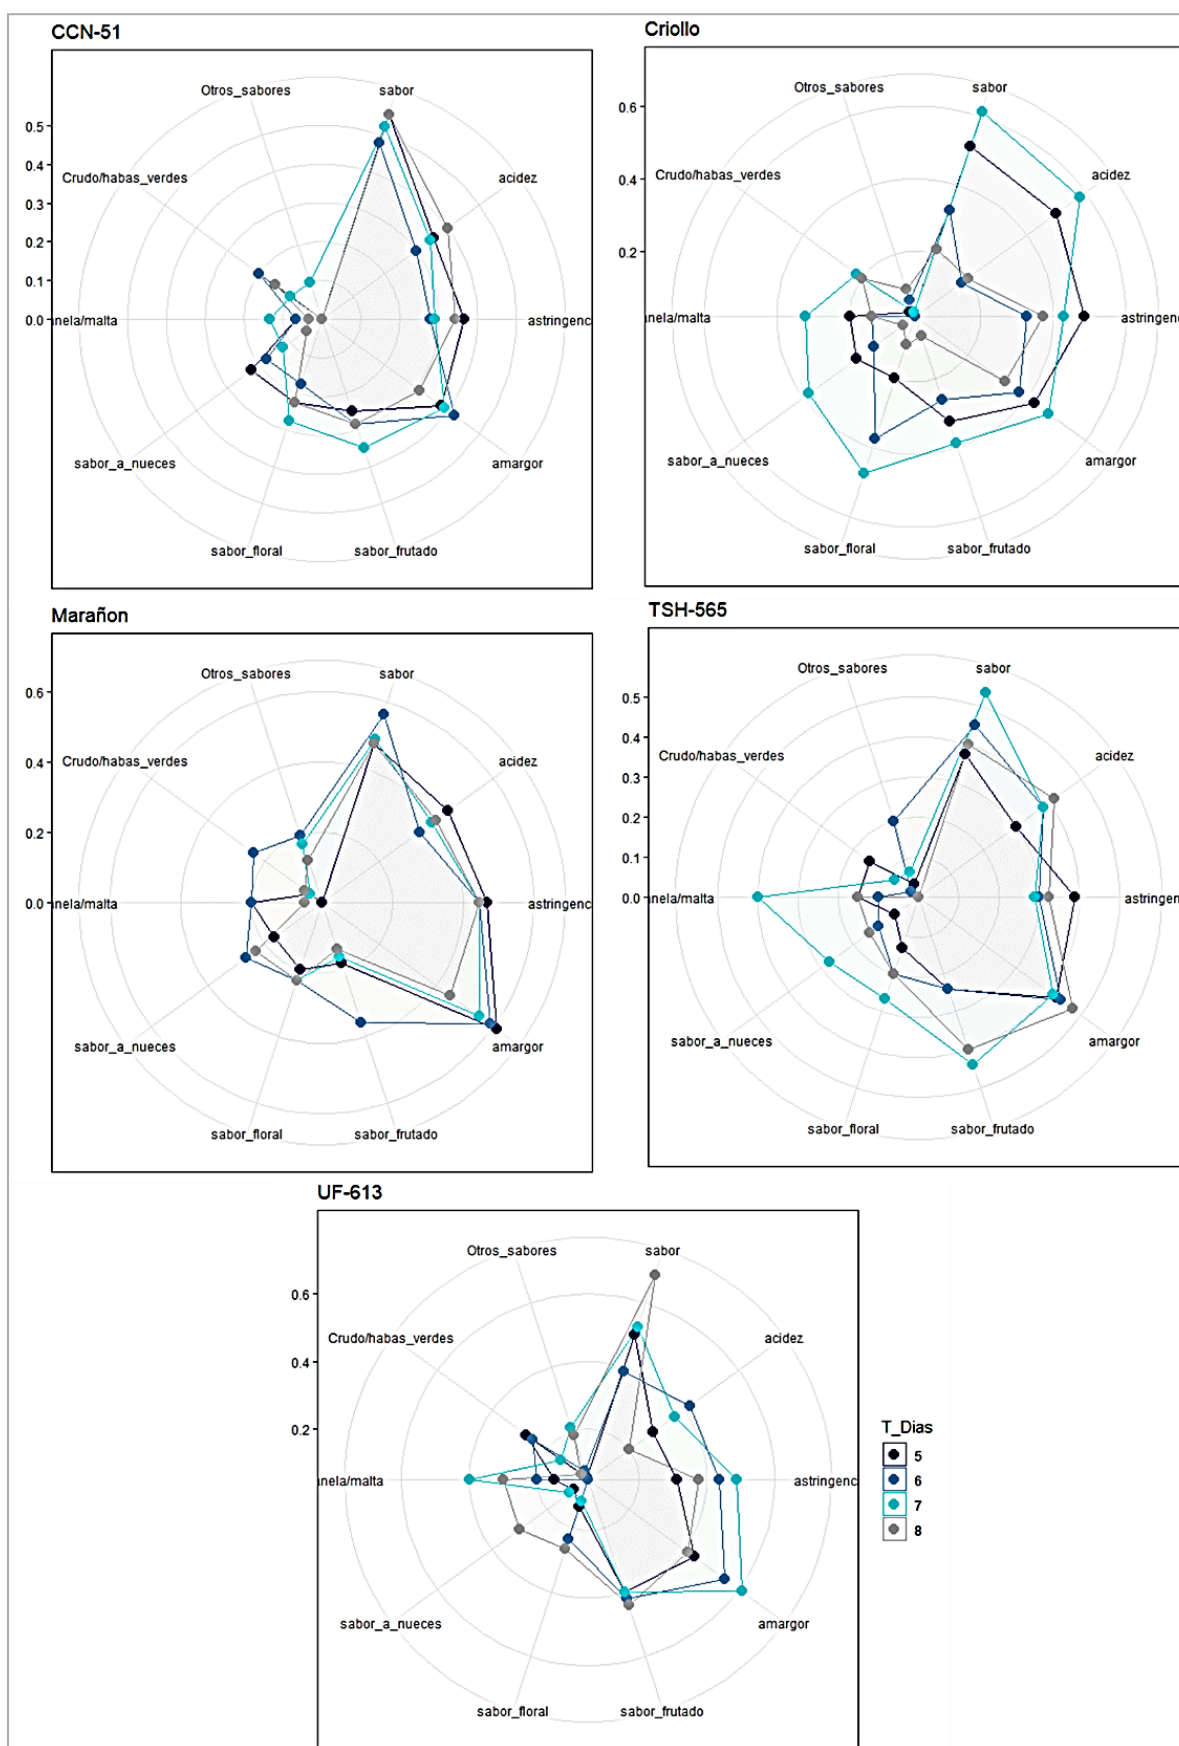 CCN-51
Otros_sabores
sabor
0.5
Crudo/habas_verdes
acidez
0.4
0.3
0.2
0.1
0.0
nela/malta
astringenc
sabor_a_nueces
amargor
sabor_floral
sabor_frutado
Criollo
Otros_sabores
sabor
0.6
Crudo/habas_verdes
acidez
0.4
0.2
nela/malta
astringenc
sabor_a_nueces
amargor
sabor_floral
sabor_frutado
Marañon
Otros_sabores
sabor
0.6
Crudo/habas_verdes
acidez
0.4
0.2
0.0
nela/malta
astringenc
sabor_a_nueces
amargor
sabor_floral
sabor_frutado
TSH-565
Otros_sabores
sabor
0.5
Crudo/habas_verdes
acidez
0.4
0.3
0.2
0.1
0.0
nela/malta
astringenc
sabor_a_nueces
amargor
sabor_floral
sabor_frutado
UF-613
Otros_sabores
sabor
0.6
Crudo/habas_verdes
acidez
0.4
0.2
nela/malta
astringenc
sabor_a_nueces
amargor
sabor_floral
sabor_frutado
T_Dias
5
6
7
8